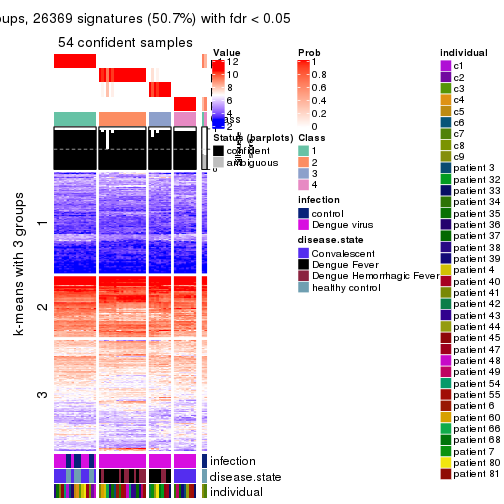 oups, 26369 signatures (50.7%) with fdr < 0.05
54 confident samples
k-means with 3 groups
1
2
3
infection
disease.state
individual
Value
12
10
8
6
4
2
Class
Status (barplots)
confident
ambiguous
Prob
1
0.8
0.6
0.4
0.2
0
Class
1
2
3
4
infection
control
Dengue virus
disease.state
Convalescent
Dengue Fever
Dengue Hemorrhagic Fever
healthy control
individual
c1
c2
c3
c4
c5
c6
c7
c8
c9
patient 3
patient 32
patient 33
patient 34
patient 35
patient 36
patient 37
patient 38
patient 39
patient 4
patient 40
patient 41
patient 42
patient 43
patient 44
patient 45
patient 47
patient 48
patient 49
patient 54
patient 55
patient 6
patient 60
patient 66
patient 68
patient 7
patient 80
patient 81